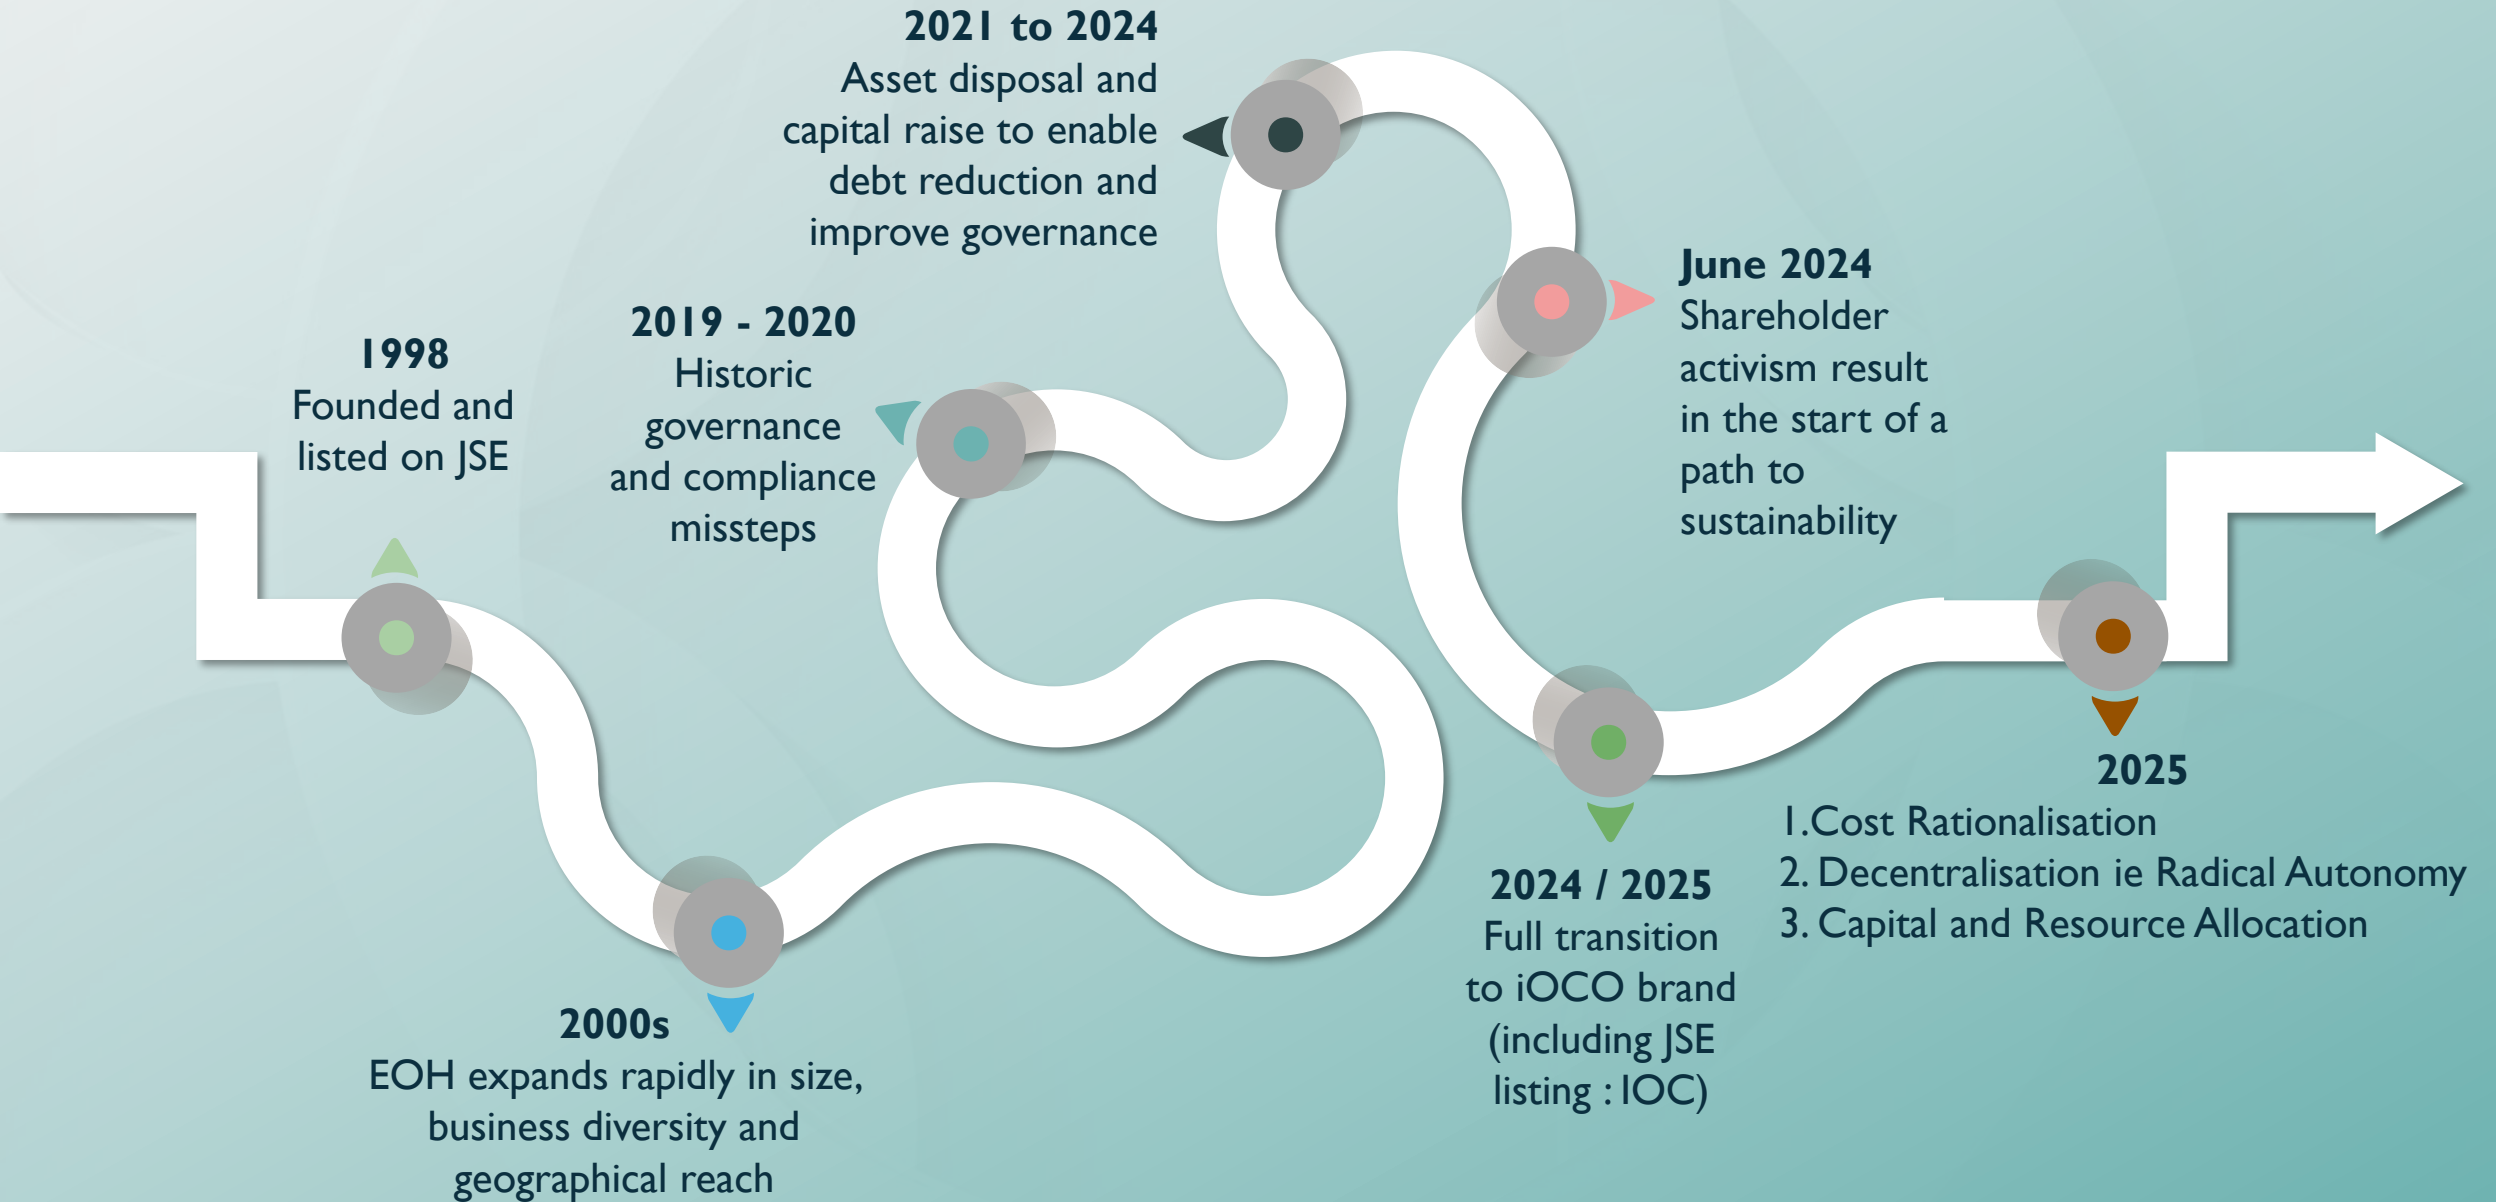 1998
Founded and
listed on JSE
2000s
EOH expands rapidly in size,
business diversity and
geographical reach
2019 - 2020
Historic
governance
and compliance
missteps
2021 to 2024
Asset disposal and
capital raise to enable
debt reduction and
improve governance
June 2024
Shareholder
activism result
in the start of a
path to
sustainability
2024 / 2025
Full transition
to iOCO brand
(including JSE
listing : IOC)
2025
1.Cost Rationalisation
2. Decentralisation ie Radical Autonomy
3. Capital and Resource Allocation